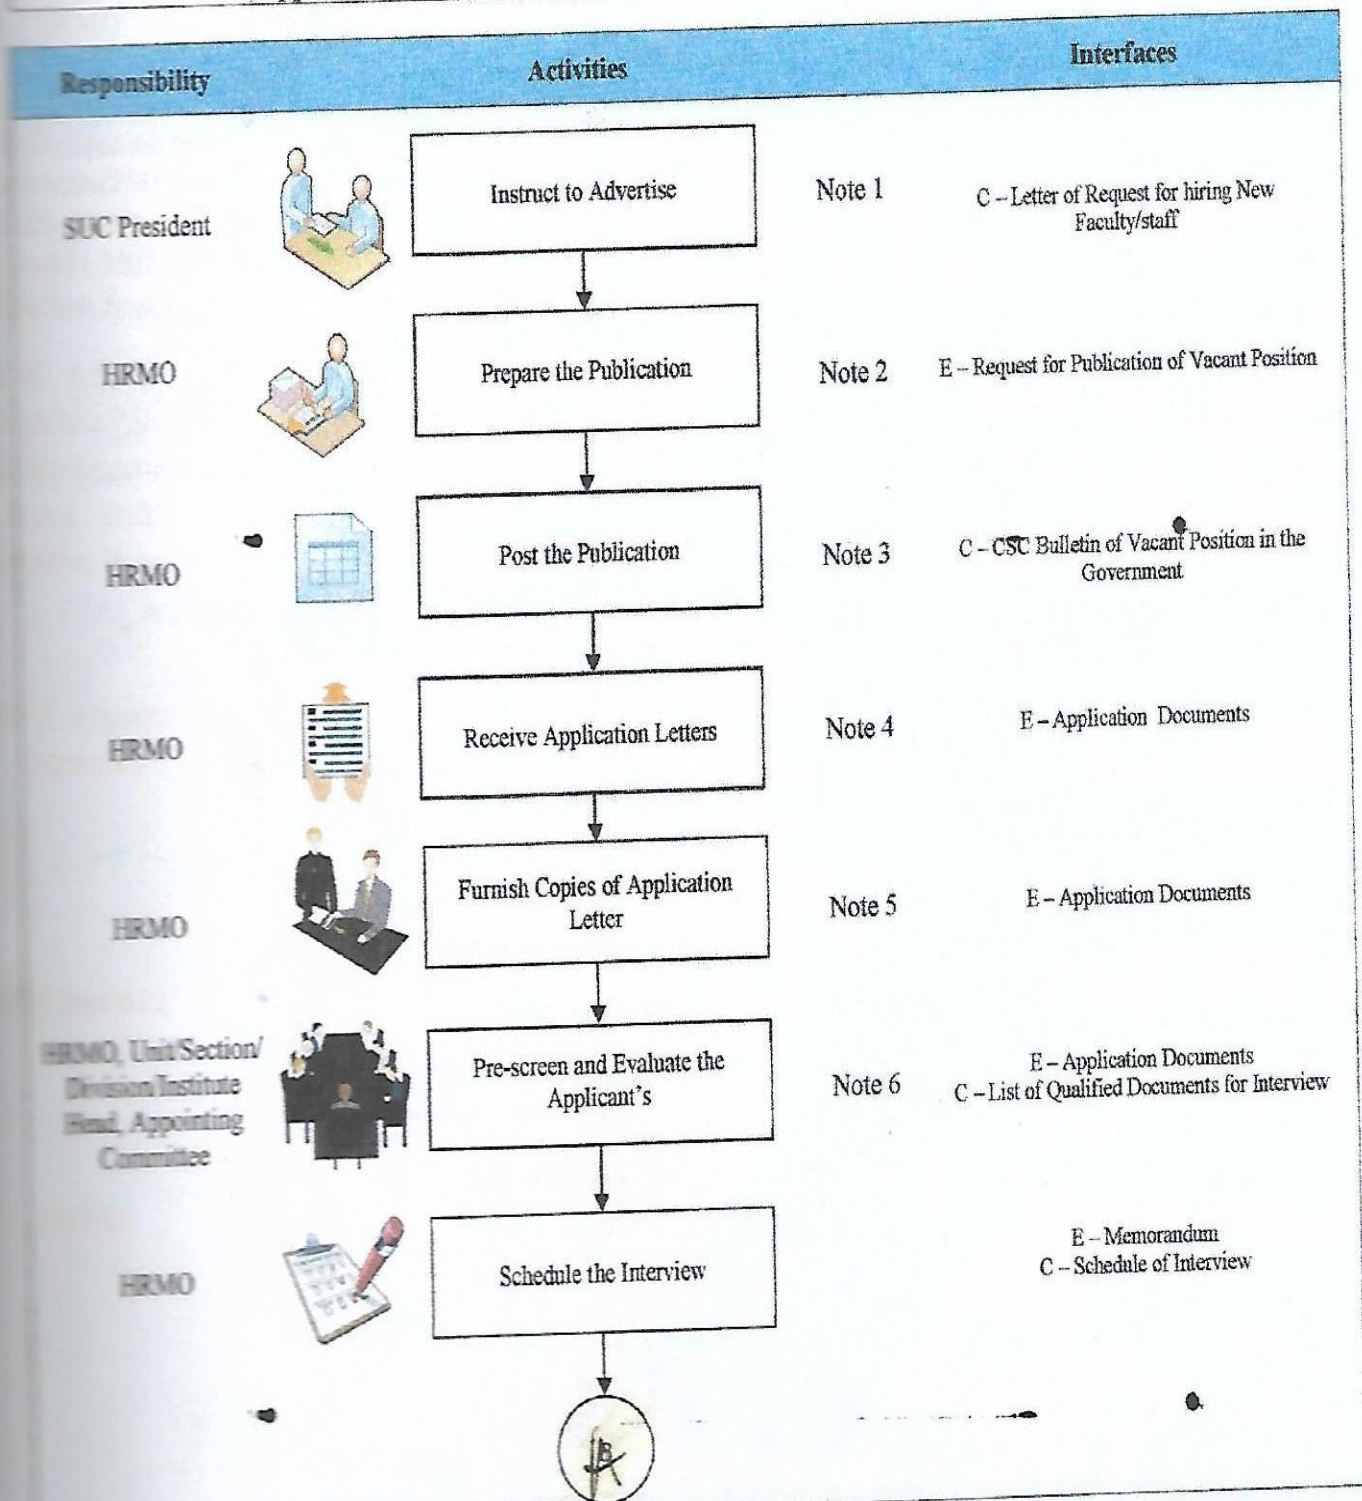 Responsibility Activities Interfaces
SUC President
Instruct to Advertise
Note 1
C – Letter of Request for hiring New
Faculty/staff
HRMO
Prepare the Publication
Note 2
E – Request for Publication of Vacant Position
HRMO
Post the Publication
Note 3
C – CSC Bulletin of Vacant Position in the
Government
HRMO
Receive Application Letters
Note 4
E – Application Documents
HRMO
Furnish Copies of Application
Letter
Note 5
E – Application Documents
HRMO, Unit/Section/
Division/Institute
Head, Appointing
Committee
Pre-screen and Evaluate the
Applicant's
Note 6
E – Application Documents
C – List of Qualified Documents for Interview
HRMO
Schedule the Interview
E – Memorandum
C – Schedule of Interview